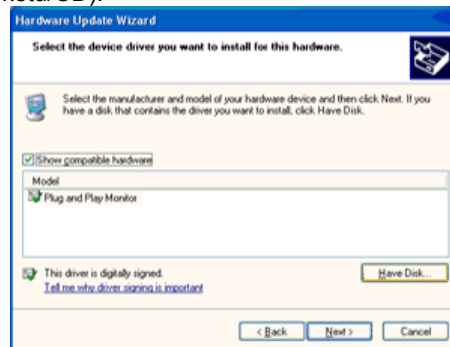 Hardware Update Wizard
Select the device driver you want to install for this hardware.
Select the manufacturer and model of your hardware device and then click Next. If you
have a disk that contains the driver you want to install, click Have Disk.
Show compatible hardware
Model
Plug and Play Monitor
This driver is digitally signed.
Have Disk...
Tell me why driver signing is important
< Back
Next >
Cancel